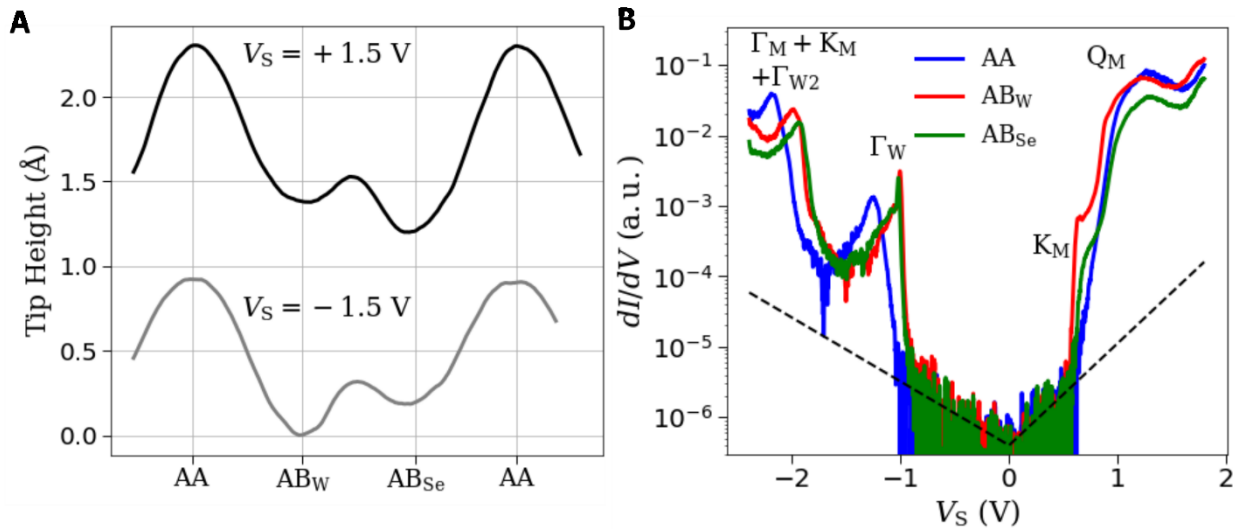 A
Tip Height (Å)
2.0
1.5
1.0
0.5
0.0
V_S = + 1.5 V
V_S = − 1.5 V
AA
AB_W
AB_Se
AA
B
dI/dV (a. u.)
10⁻¹
10⁻²
10⁻³
10⁻⁴
10⁻⁵
10⁻⁶
Γ_M + K_M
+Γ_W2
Γ_W
AA
AB_W
AB_Se
Q_M
K_M
−2
−1
0
1
2
V_S (V)